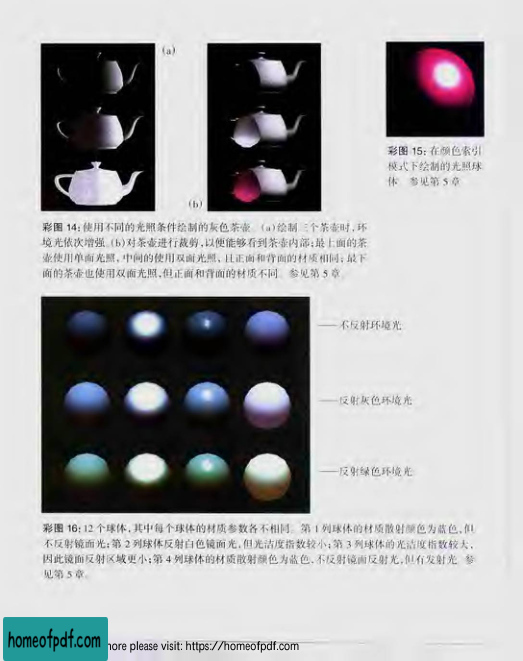 (a)
(b)
彩图 15:在颜色索引
模式下绘制的光照球
体 参见第 5 章
彩图 14:使用不同的光照条件绘制的灰色茶壶 (a)绘制三个茶壶时,环
境光依次增强 (b)对茶壶进行裁剪,以便能够看到茶壶内部;最上面的茶
壶使用单面光照,中间的使用双面光照,且正面和背面的材质相同;最下
面的茶壶也使用双面光照,但正面和背面的材质不同 参见第 5 章
不反射环境光
反射灰色环境光
反射绿色环境光
彩图 16:12 个球体,其中每个球体的材质参数各不相同 第 1 列球体的材质散射颜色为蓝色,但
不反射镜面光;第 2 列球体反射白色镜面光,但光洁度指数较小;第 3 列球体的光洁度指数较大,
因此镜面反射区域更小;第 4 列球体的材质散射颜色为蓝色、不反射镜面反射光,但有发射光 参
见第 5 章
homeofpdf.com
more please visit: https://homeofpdf.com